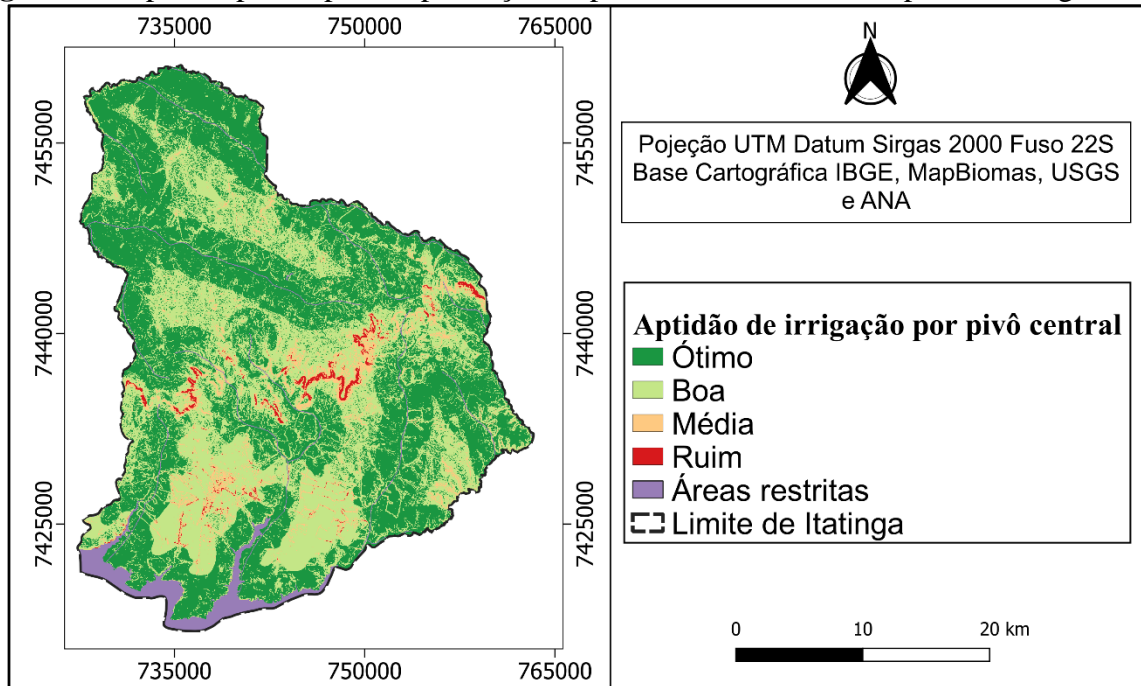 735000 750000 765000
N
7455000 7455000
Pojeção UTM Datum Sirgas 2000 Fuso 22S
Base Cartográfica IBGE, MapBiomas, USGS
e ANA
7440000 7440000
Aptidão de irrigação por pivô central
Ótimo
Boa
Média
Ruim
Áreas restritas
Limite de Itatinga
7425000 7425000
0 10 20 km
735000 750000 765000